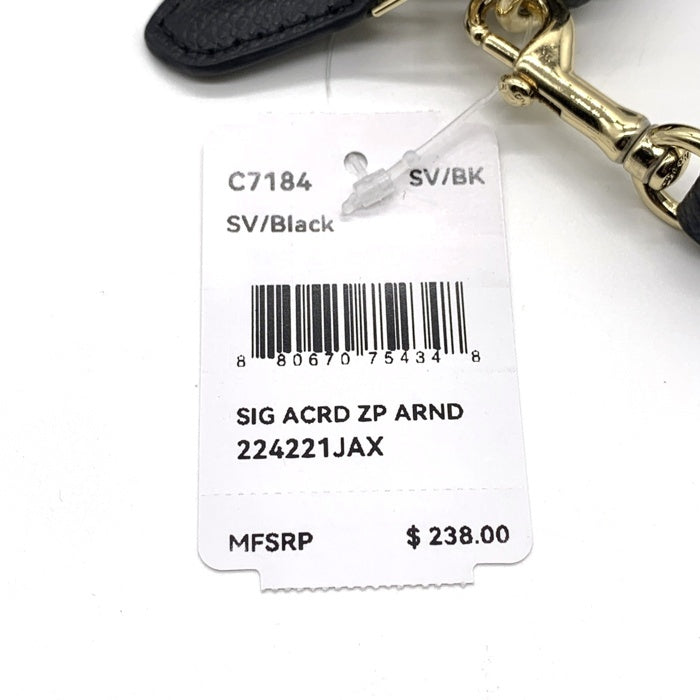 C7184 SV/BK
SV/Black
8 80670 75434 8
SIG ACRD ZP ARND
224221JAX
MFSRP $ 238.00